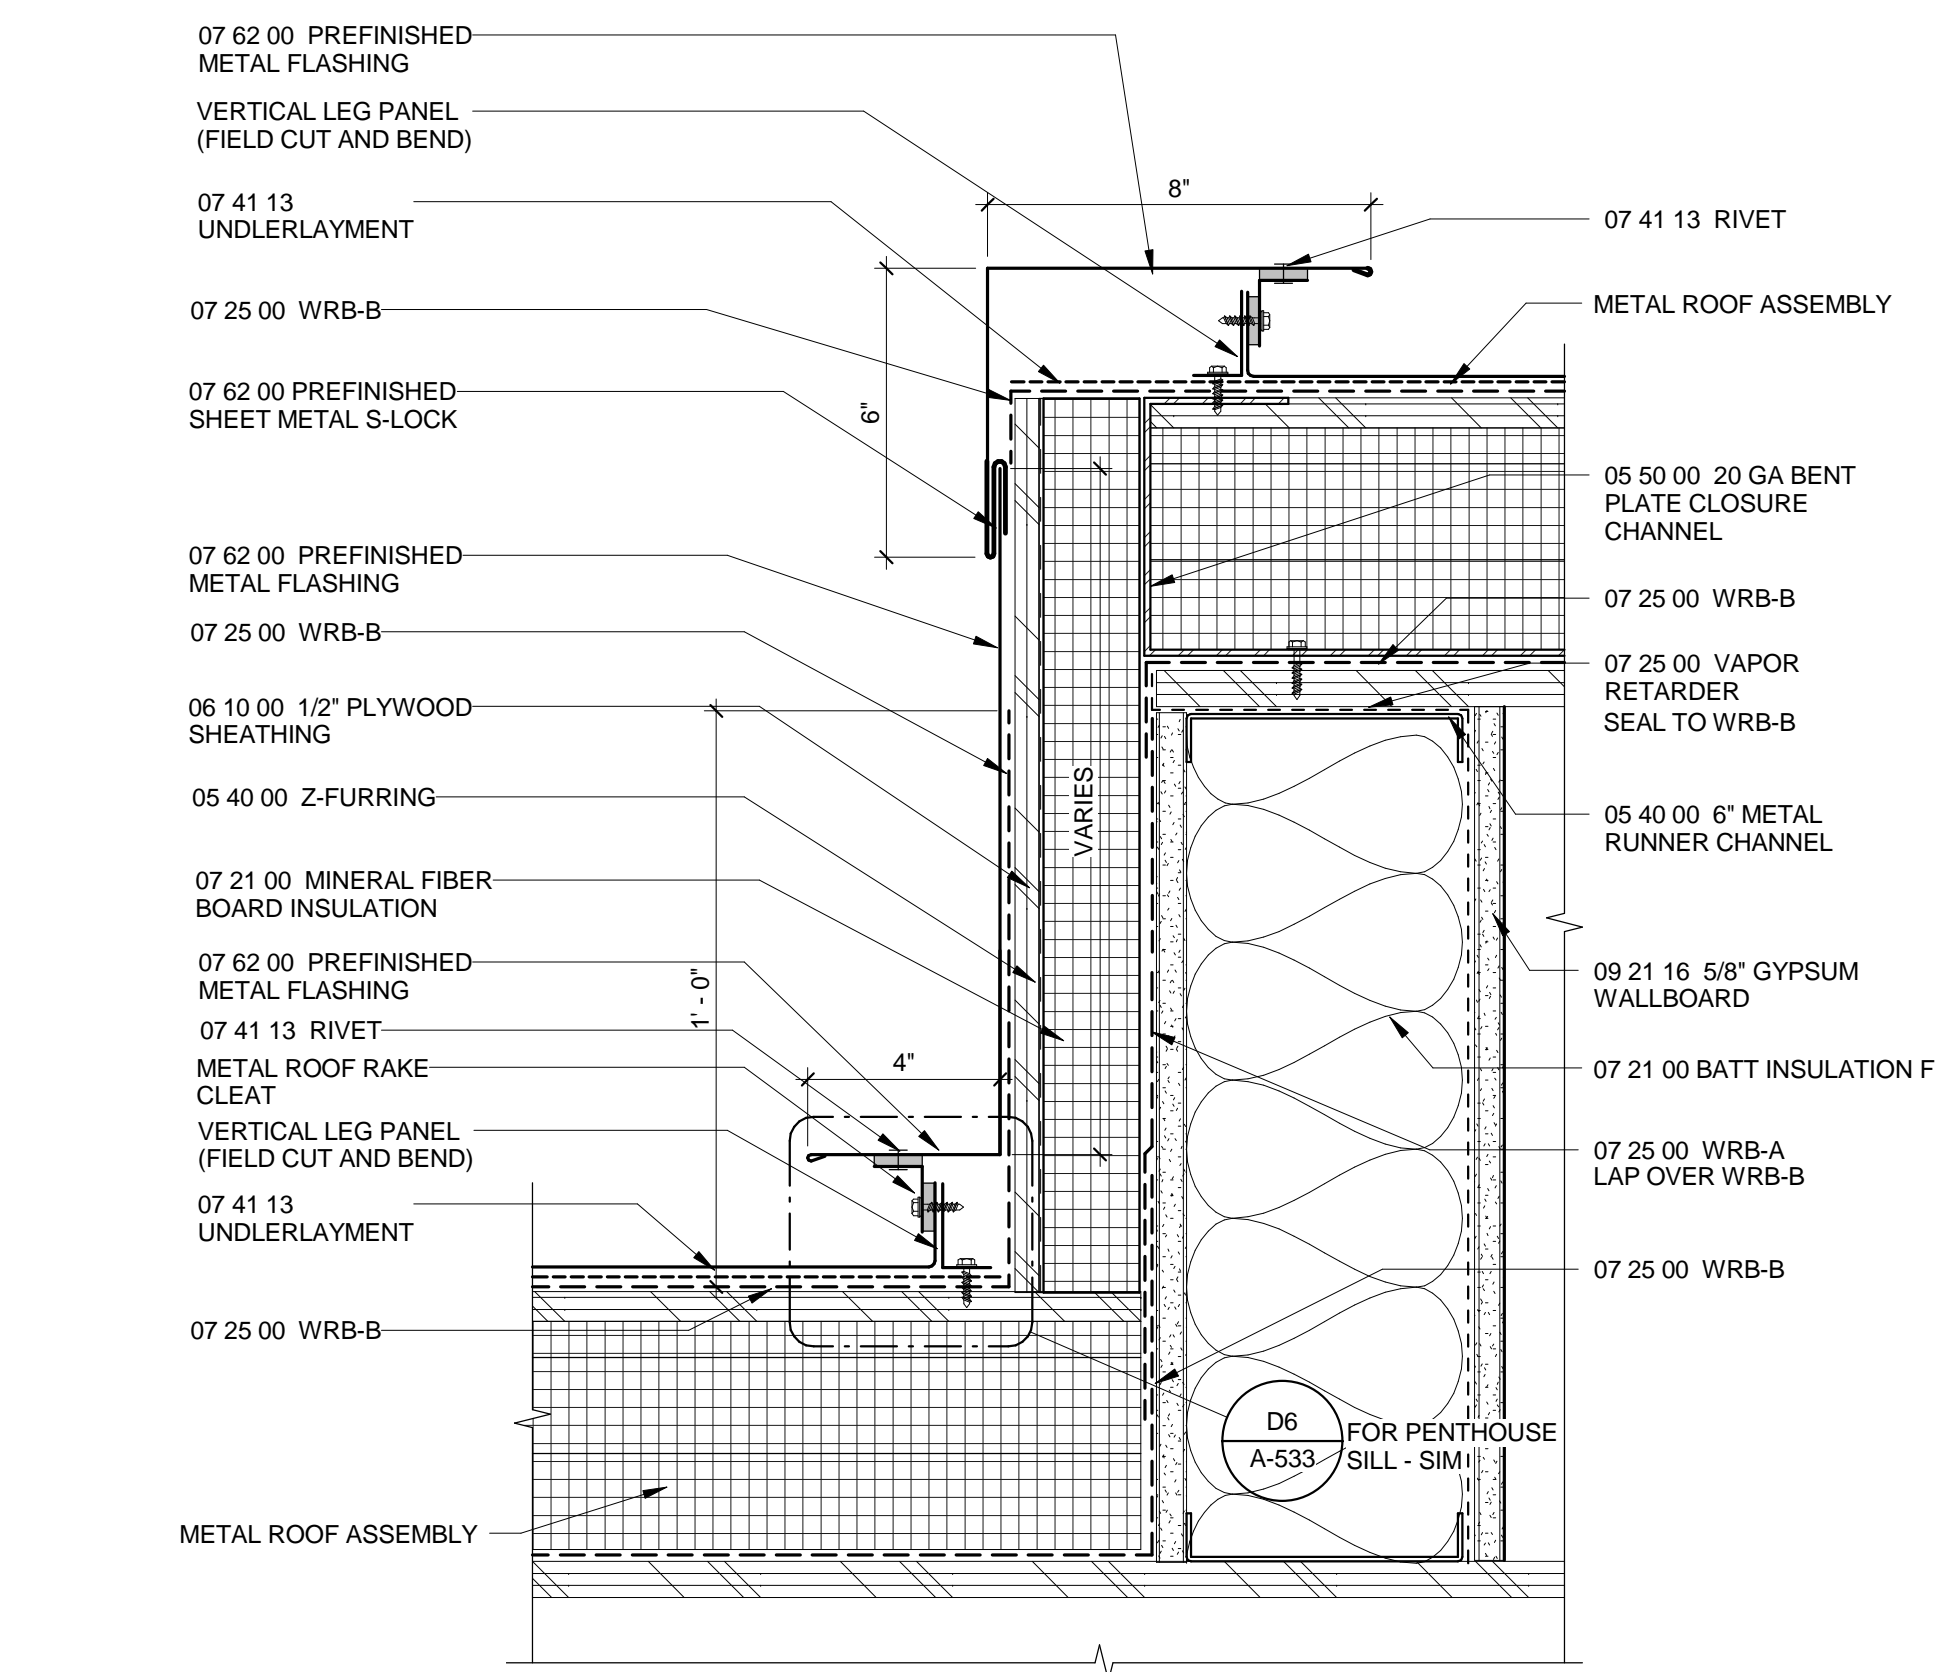 07 62 00  PREFINISHED
METAL FLASHING
VERTICAL LEG PANEL
(FIELD CUT AND BEND)
07 41 13
UNDLERLAYMENT
07 25 00  WRB-B
07 62 00 PREFINISHED
SHEET METAL S-LOCK
07 62 00  PREFINISHED
METAL FLASHING
07 25 00  WRB-B
06 10 00  1/2" PLYWOOD
SHEATHING
05 40 00  Z-FURRING
07 21 00  MINERAL FIBER
BOARD INSULATION
07 62 00  PREFINISHED
METAL FLASHING
07 41 13  RIVET
METAL ROOF RAKE
CLEAT
VERTICAL LEG PANEL
(FIELD CUT AND BEND)
07 41 13
UNDLERLAYMENT
07 25 00  WRB-B
METAL ROOF ASSEMBLY
8"
6"
VARIES
1' - 0"
4"
07 41 13  RIVET
METAL ROOF ASSEMBLY
05 50 00  20 GA BENT
PLATE CLOSURE
CHANNEL
07 25 00  WRB-B
07 25 00  VAPOR
RETARDER
SEAL TO WRB-B
05 40 00  6" METAL
RUNNER CHANNEL
09 21 16  5/8" GYPSUM
WALLBOARD
07 21 00 BATT INSULATION F
07 25 00  WRB-A
LAP OVER WRB-B
07 25 00  WRB-B
D6
A-533
FOR PENTHOUSE
SILL - SIM